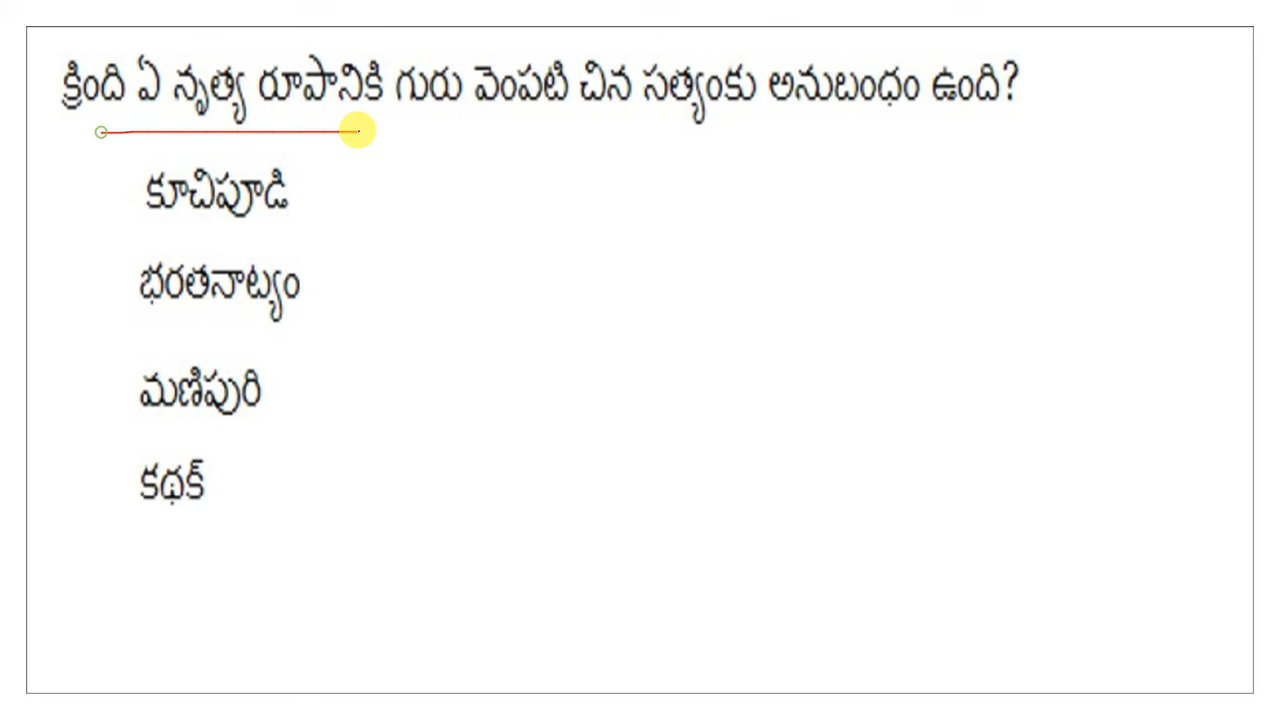 క్రింది ఏ నృత్య రూపానికి గురు వెంపటి చిన సత్యంకు అనుబంధం ఉంది?
కూచిపూడి
భరతనాట్యం
మణిపురి
కథక్